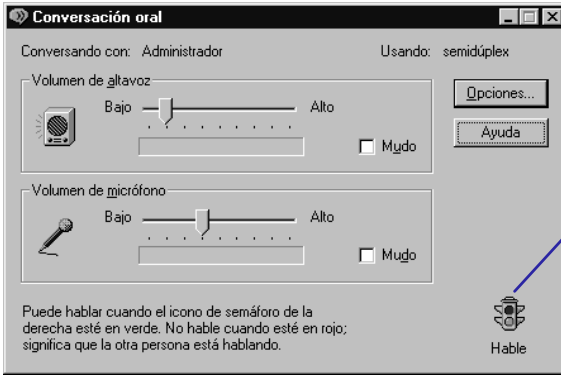 Conversación oral
Conversando con: Administrador Usando: semidúplex
Volumen de altavoz
Bajo Alto
Mudo
Opciones...
Ayuda
Volumen de micrófono
Bajo Alto
Mudo
Puede hablar cuando el icono de semáforo de la
derecha esté en verde. No hable cuando esté en rojo;
significa que la otra persona está hablando.
Hable